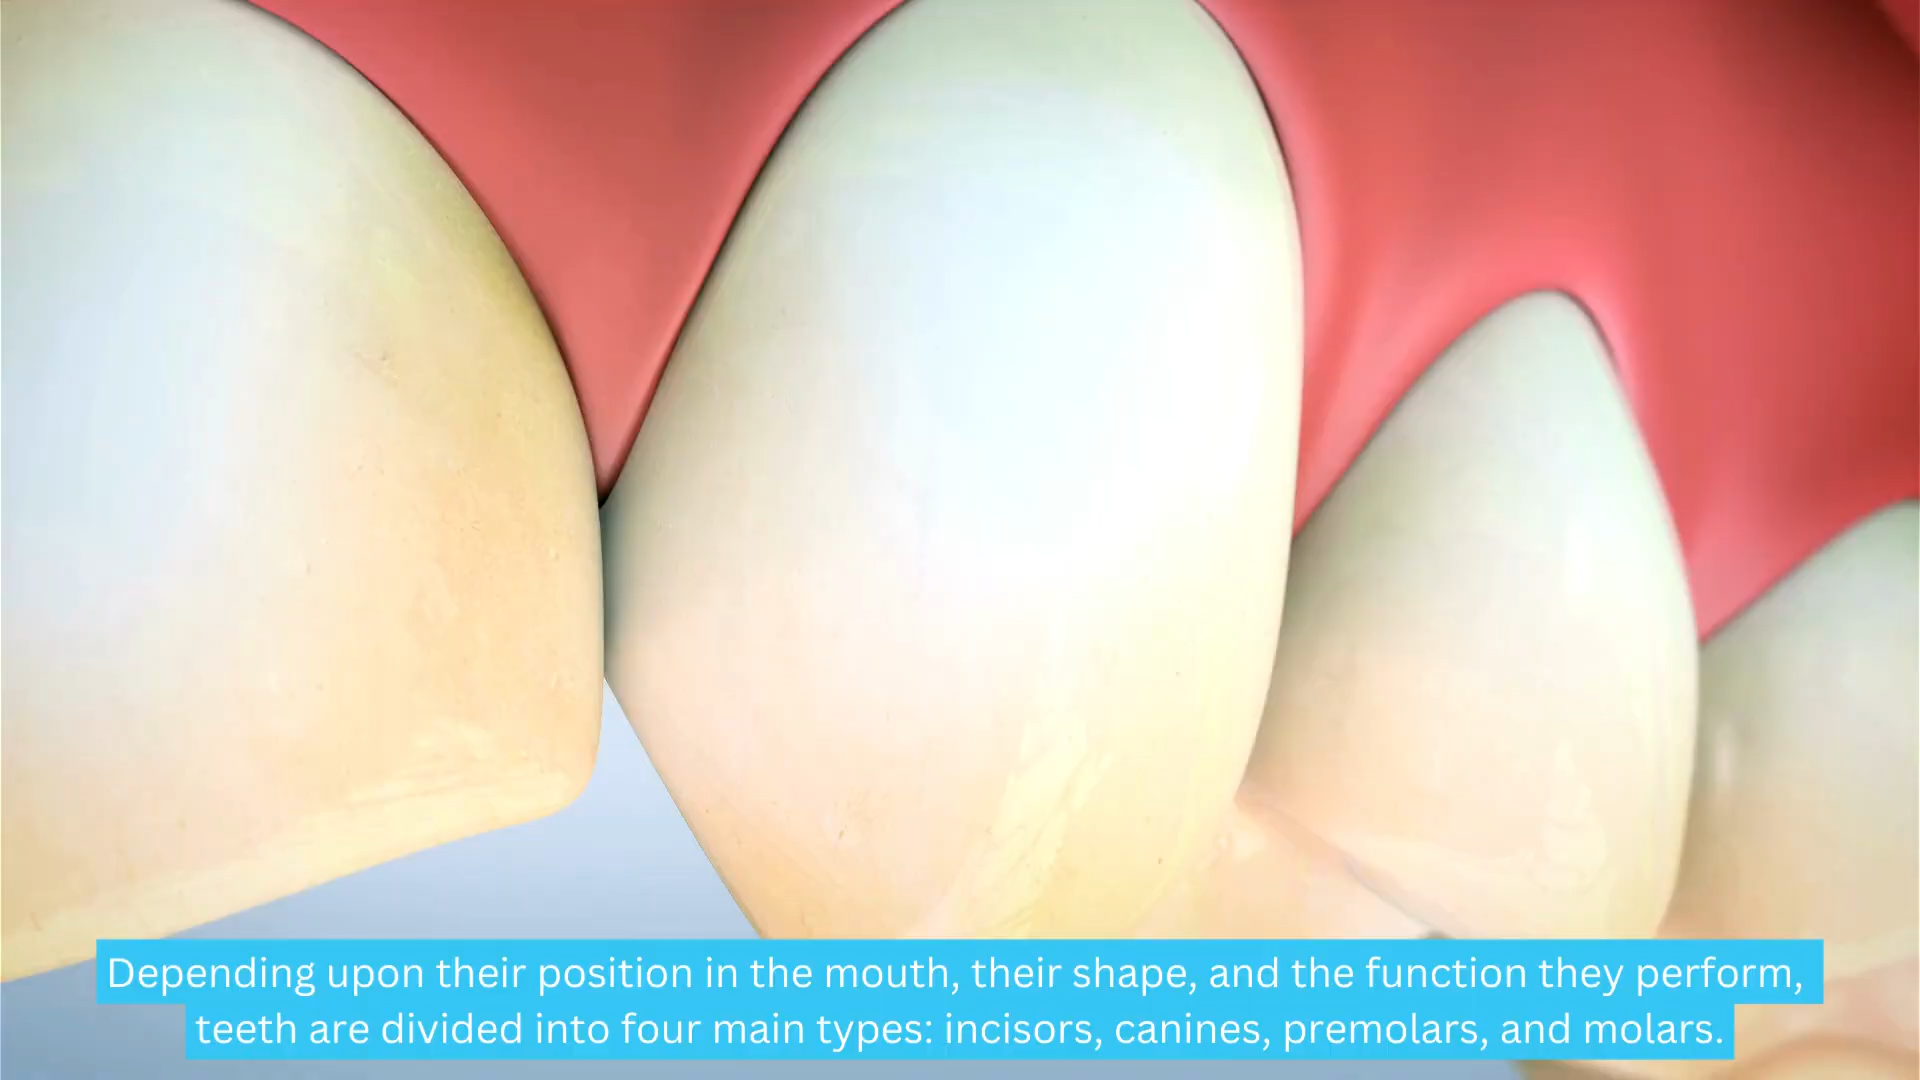 Depending upon their position in the mouth, their shape, and the function they perform,
teeth are divided into four main types: incisors, canines, premolars, and molars.